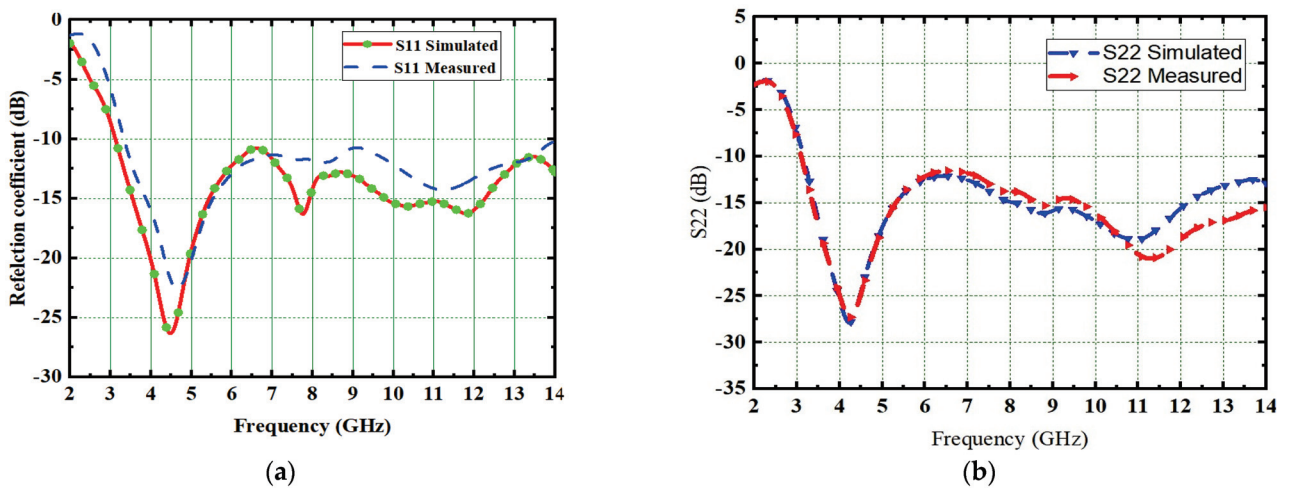 S11 Simulated
S11 Measured
Refelction coefficient (dB)
0
-5
-10
-15
-20
-25
-30
2 3 4 5 6 7 8 9 10 11 12 13 14
Frequency (GHz)
(a)
S22 Simulated
S22 Measured
S22 (dB)
5
0
-5
-10
-15
-20
-25
-30
-35
2 3 4 5 6 7 8 9 10 11 12 13 14
Frequency (GHz)
(b)